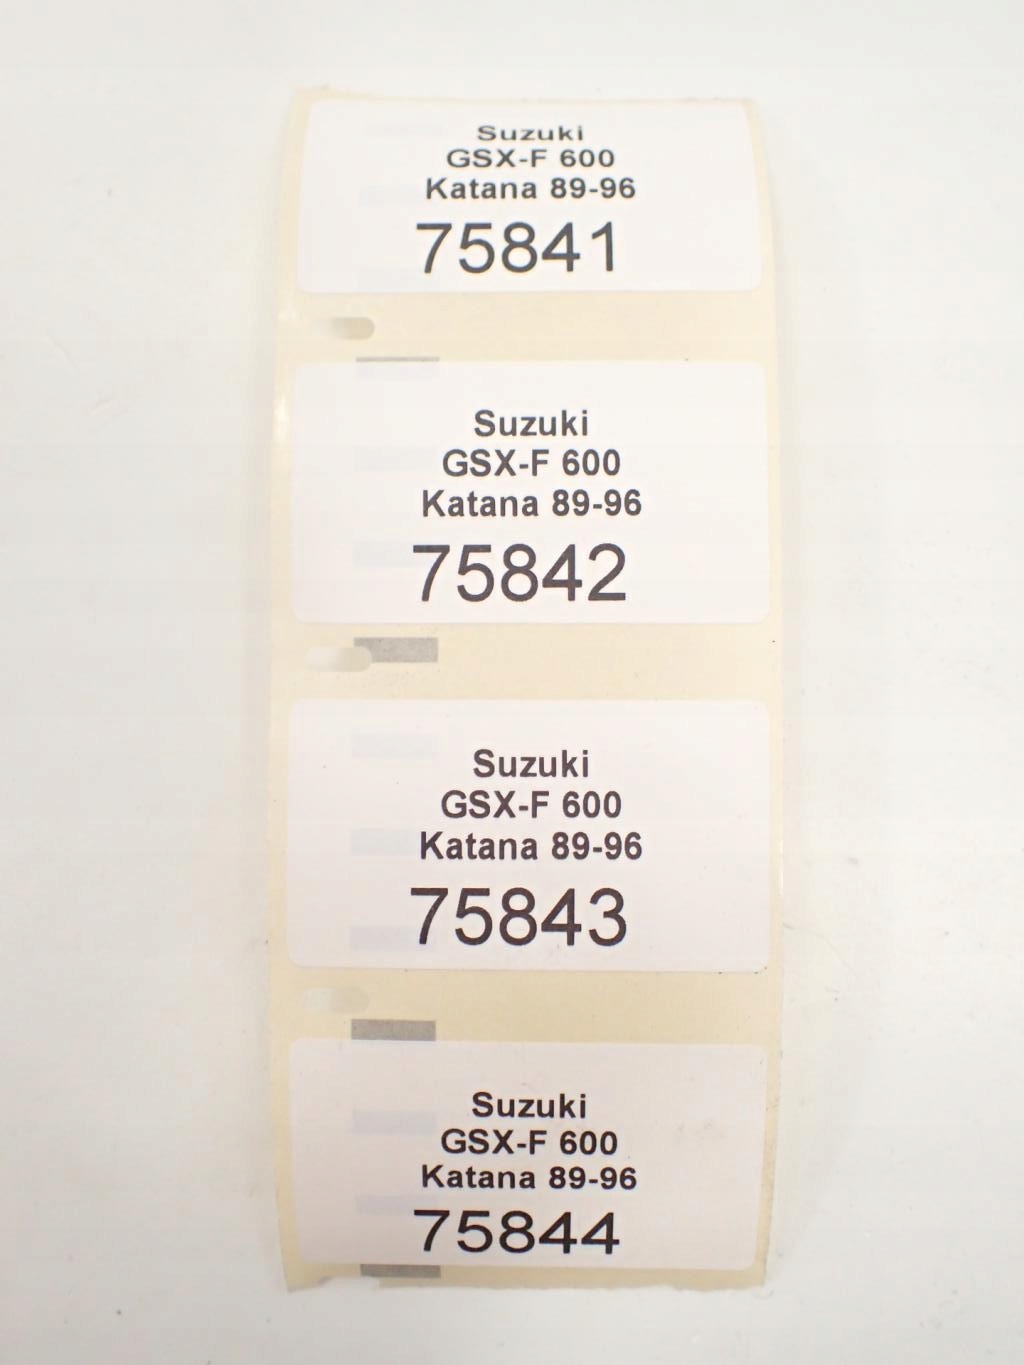 Suzuki
GSX-F 600
Katana 89-96
75841
Suzuki
GSX-F 600
Katana 89-96
75842
Suzuki
GSX-F 600
Katana 89-96
75843
Suzuki
GSX-F 600
Katana 89-96
75844